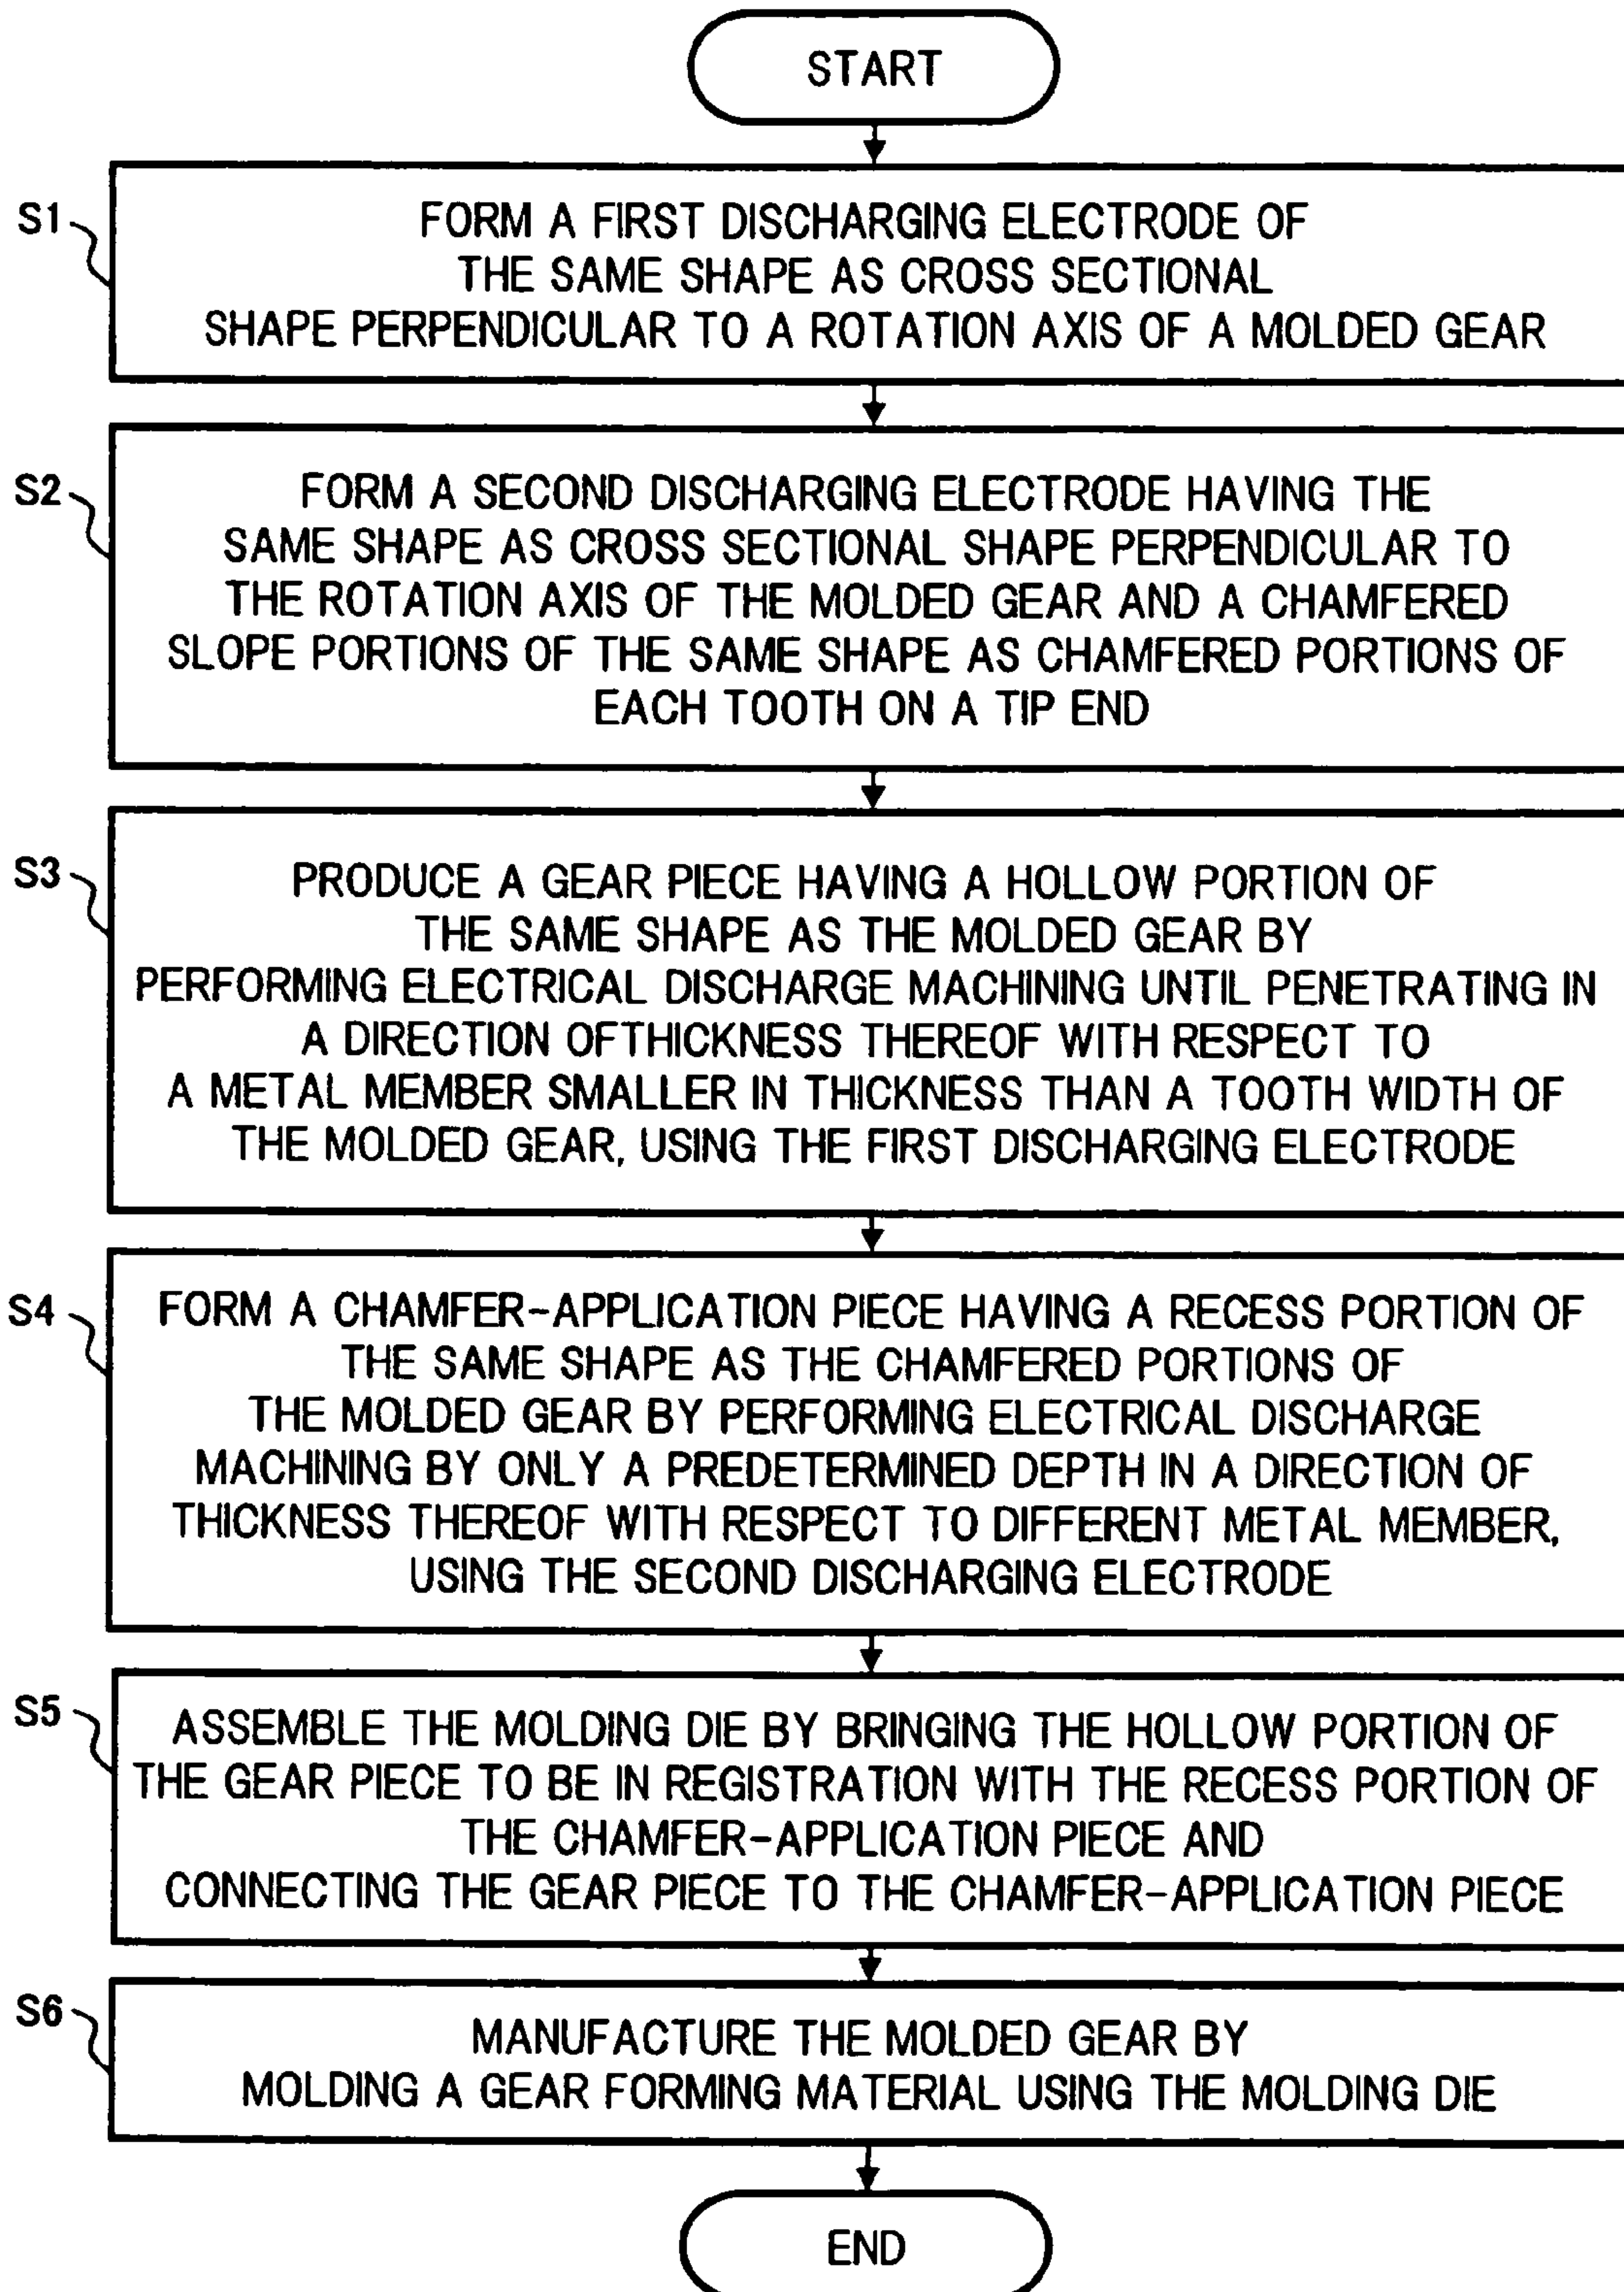 START
S1
FORM A FIRST DISCHARGING ELECTRODE OF
THE SAME SHAPE AS CROSS SECTIONAL
SHAPE PERPENDICULAR TO A ROTATION AXIS OF A MOLDED GEAR
S2
FORM A SECOND DISCHARGING ELECTRODE HAVING THE
SAME SHAPE AS CROSS SECTIONAL SHAPE PERPENDICULAR TO
THE ROTATION AXIS OF THE MOLDED GEAR AND A CHAMFERED
SLOPE PORTIONS OF THE SAME SHAPE AS CHAMFERED PORTIONS OF
EACH TOOTH ON A TIP END
S3
PRODUCE A GEAR PIECE HAVING A HOLLOW PORTION OF
THE SAME SHAPE AS THE MOLDED GEAR BY
PERFORMING ELECTRICAL DISCHARGE MACHINING UNTIL PENETRATING IN
A DIRECTION OFTHICKNESS THEREOF WITH RESPECT TO
A METAL MEMBER SMALLER IN THICKNESS THAN A TOOTH WIDTH OF
THE MOLDED GEAR, USING THE FIRST DISCHARGING ELECTRODE
S4
FORM A CHAMFER-APPLICATION PIECE HAVING A RECESS PORTION OF
THE SAME SHAPE AS THE CHAMFERED PORTIONS OF
THE MOLDED GEAR BY PERFORMING ELECTRICAL DISCHARGE
MACHINING BY ONLY A PREDETERMINED DEPTH IN A DIRECTION OF
THICKNESS THEREOF WITH RESPECT TO DIFFERENT METAL MEMBER,
USING THE SECOND DISCHARGING ELECTRODE
S5
ASSEMBLE THE MOLDING DIE BY BRINGING THE HOLLOW PORTION OF
THE GEAR PIECE TO BE IN REGISTRATION WITH THE RECESS PORTION OF
THE CHAMFER-APPLICATION PIECE AND
CONNECTING THE GEAR PIECE TO THE CHAMFER-APPLICATION PIECE
S6
MANUFACTURE THE MOLDED GEAR BY
MOLDING A GEAR FORMING MATERIAL USING THE MOLDING DIE
END